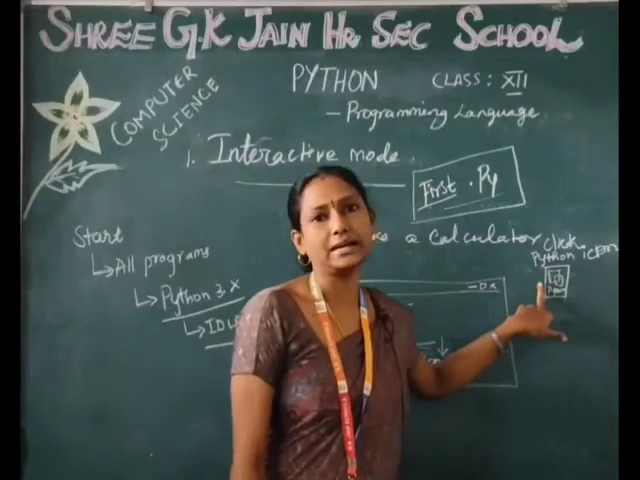 SHREE G.K JAIN HR SEC SCHOOL
COMPUTER SCIENCE
PYTHON CLASS: XII
- Programming Language
1. Interactive mode
First . Py
Start
as a Calculator
click
Python icon
All programs
Python 3.x
IDL